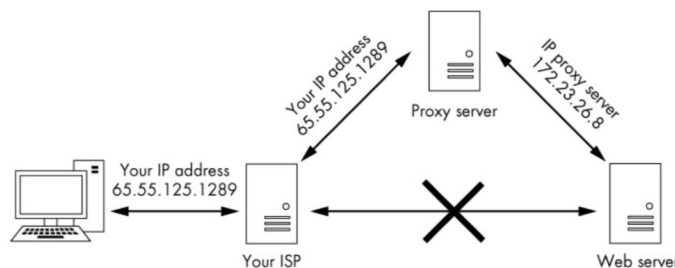 Your IP address
65.55.125.1289
IP proxy server
172.23.26.8
Proxy server
Your IP address
65.55.125.1289
Your ISP
Web server